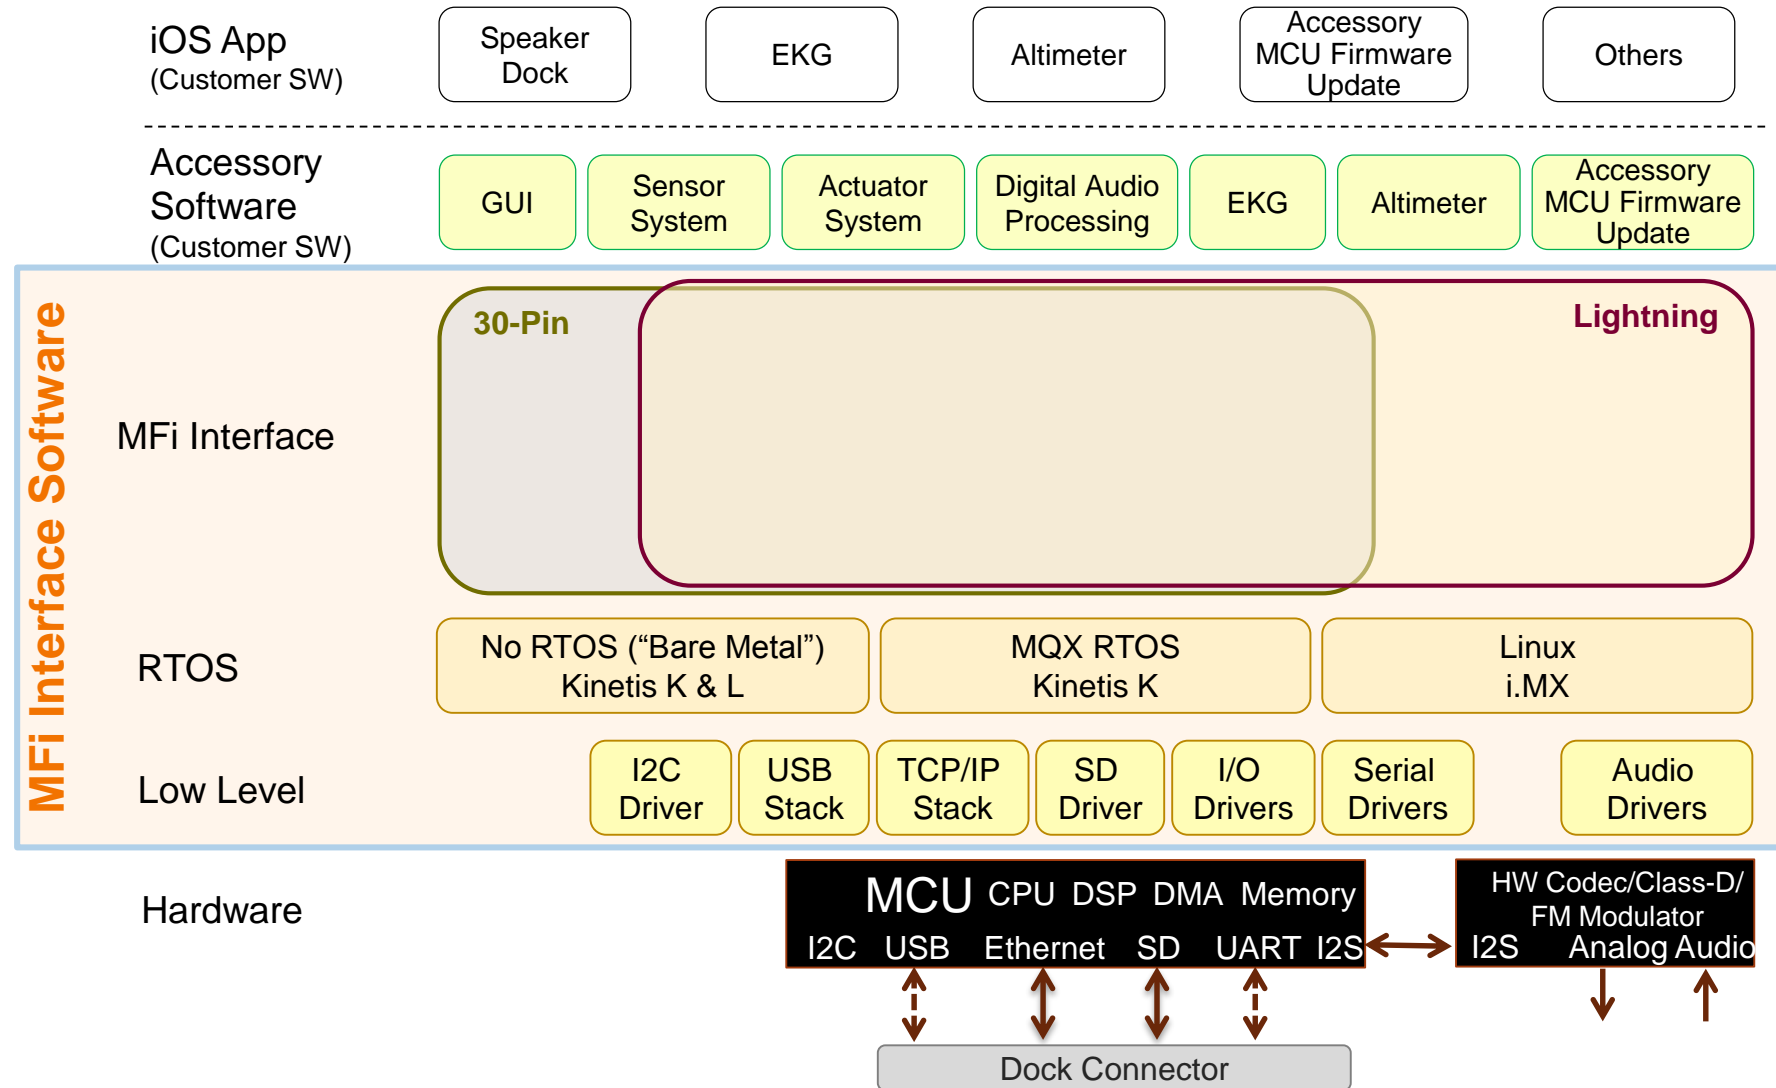 iOS App
(Customer SW)
Speaker
Dock
EKG
Altimeter
Accessory
MCU Firmware
Update
Others
Accessory
Software
(Customer SW)
GUI
Sensor
System
Actuator
System
Digital Audio
Processing
EKG
Altimeter
Accessory
MCU Firmware
Update
MFi Interface Software
MFi Interface
30-Pin
Lightning
RTOS
No RTOS (“Bare Metal”)
Kinetis K & L
MQX RTOS
Kinetis K
Linux
i.MX
Low Level
I2C
Driver
USB
Stack
TCP/IP
Stack
SD
Driver
I/O
Drivers
Serial
Drivers
Audio
Drivers
Hardware
MCU CPU DSP DMA Memory
I2C USB Ethernet SD UART I2S
HW Codec/Class-D/
FM Modulator
I2S Analog Audio
Dock Connector